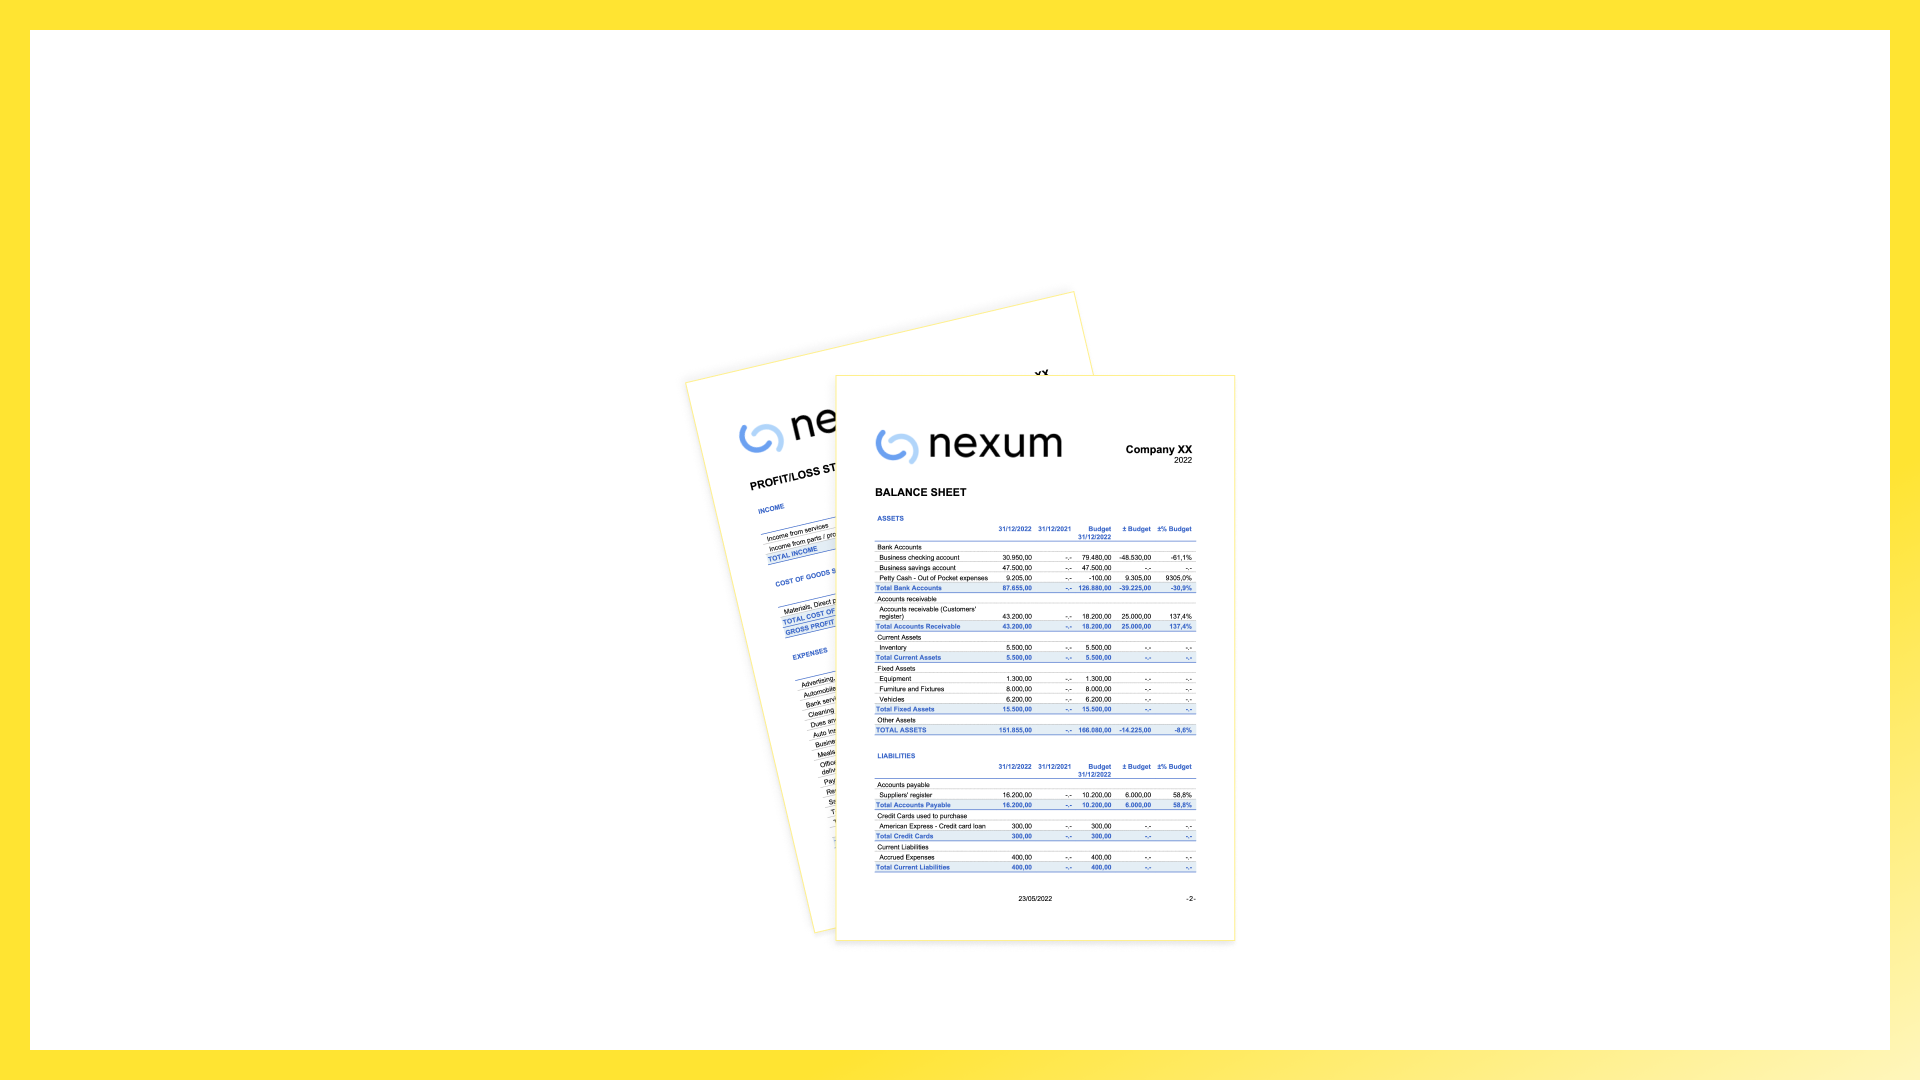 XX
ne
PROFIT/LOSS ST
INCOME
Income from services
Income from parts / pro
TOTAL INCOME
COST OF GOODS S
Materials, Direct p
TOTAL COST OF
GROSS PROFIT
EXPENSES
Advertising,
Automobile
Bank serv
Cleaning
Dues an
Auto Ins
Busine
Meals
Office
deliv
Pay
Re
nexum
Company XX
2022
BALANCE SHEET
ASSETS
31/12/2022 31/12/2021 Budget ± Budget ±% Budget
31/12/2022
Bank Accounts
Business checking account 30.950,00 -.- 79.480,00 -48.530,00 -61,1%
Business savings account 47.500,00 -.- 47.500,00 -.- -.-
Petty Cash - Out of Pocket expenses 9.205,00 -.- -100,00 9.305,00 9305,0%
Total Bank Accounts 87.655,00 -.- 126.880,00 -39.225,00 -30,9%
Accounts receivable
Accounts receivable (Customers'
register) 43.200,00 -.- 18.200,00 25.000,00 137,4%
Total Accounts Receivable 43.200,00 -.- 18.200,00 25.000,00 137,4%
Current Assets
Inventory 5.500,00 -.- 5.500,00 -.- -.-
Total Current Assets 5.500,00 -.- 5.500,00 -.- -.-
Fixed Assets
Equipment 1.300,00 -.- 1.300,00 -.- -.-
Furniture and Fixtures 8.000,00 -.- 8.000,00 -.- -.-
Vehicles 6.200,00 -.- 6.200,00 -.- -.-
Total Fixed Assets 15.500,00 -.- 15.500,00 -.- -.-
Other Assets
TOTAL ASSETS 151.855,00 -.- 166.080,00 -14.225,00 -8,6%
LIABILITIES
31/12/2022 31/12/2021 Budget ± Budget ±% Budget
31/12/2022
Accounts payable
Suppliers' register 16.200,00 -.- 10.200,00 6.000,00 58,8%
Total Accounts Payable 16.200,00 -.- 10.200,00 6.000,00 58,8%
Credit Cards used to purchase
American Express - Credit card loan 300,00 -.- 300,00 -.- -.-
Total Credit Cards 300,00 -.- 300,00 -.- -.-
Current Liabilities
Accrued Expenses 400,00 -.- 400,00 -.- -.-
Total Current Liabilities 400,00 -.- 400,00 -.- -.-
23/05/2022 -2-